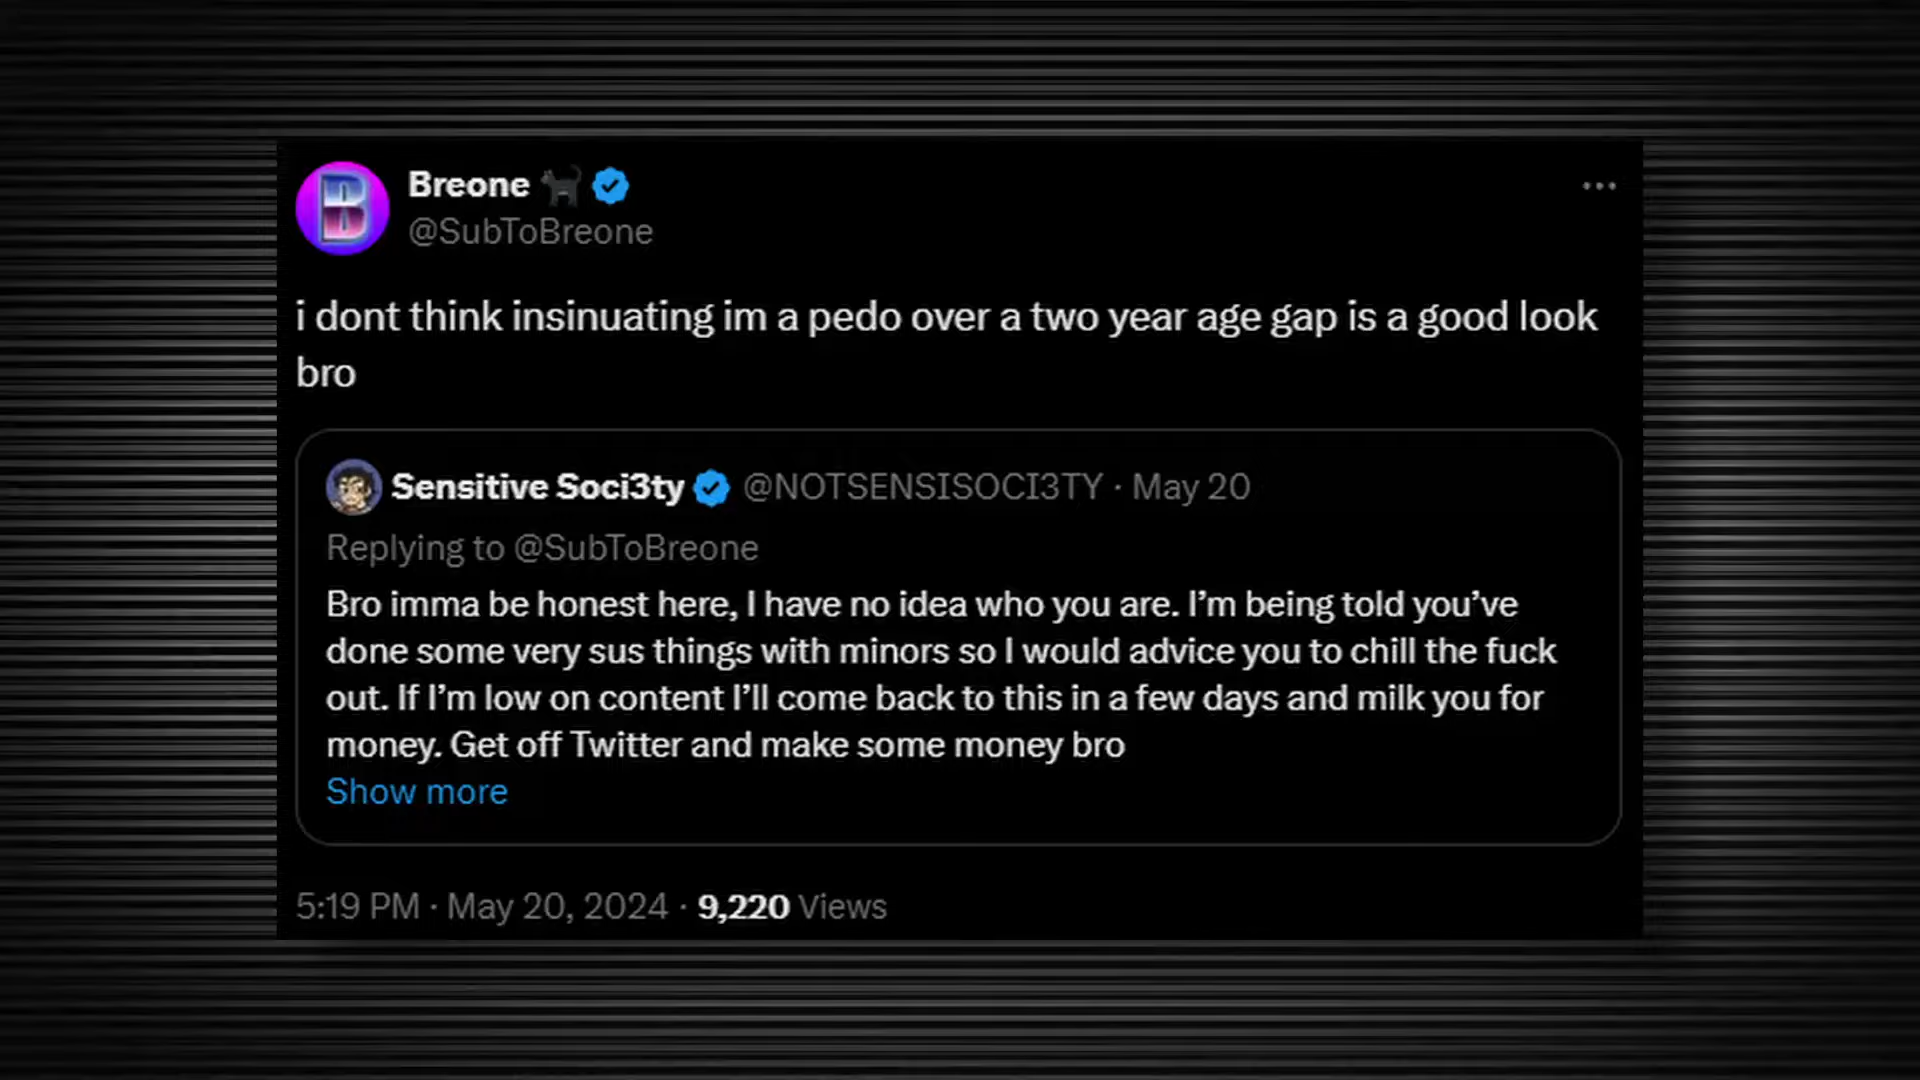 B
Breone
@SubToBreone
i dont think insinuating im a pedo over a two year age gap is a good look
bro
Sensitive Soci3ty @NOTSENSISOCI3TY · May 20
Replying to @SubToBreone
Bro imma be honest here, I have no idea who you are. I’m being told you’ve
done some very sus things with minors so I would advice you to chill the fuck
out. If I’m low on content I’ll come back to this in a few days and milk you for
money. Get off Twitter and make some money bro
Show more
5:19 PM · May 20, 2024 · 9,220 Views